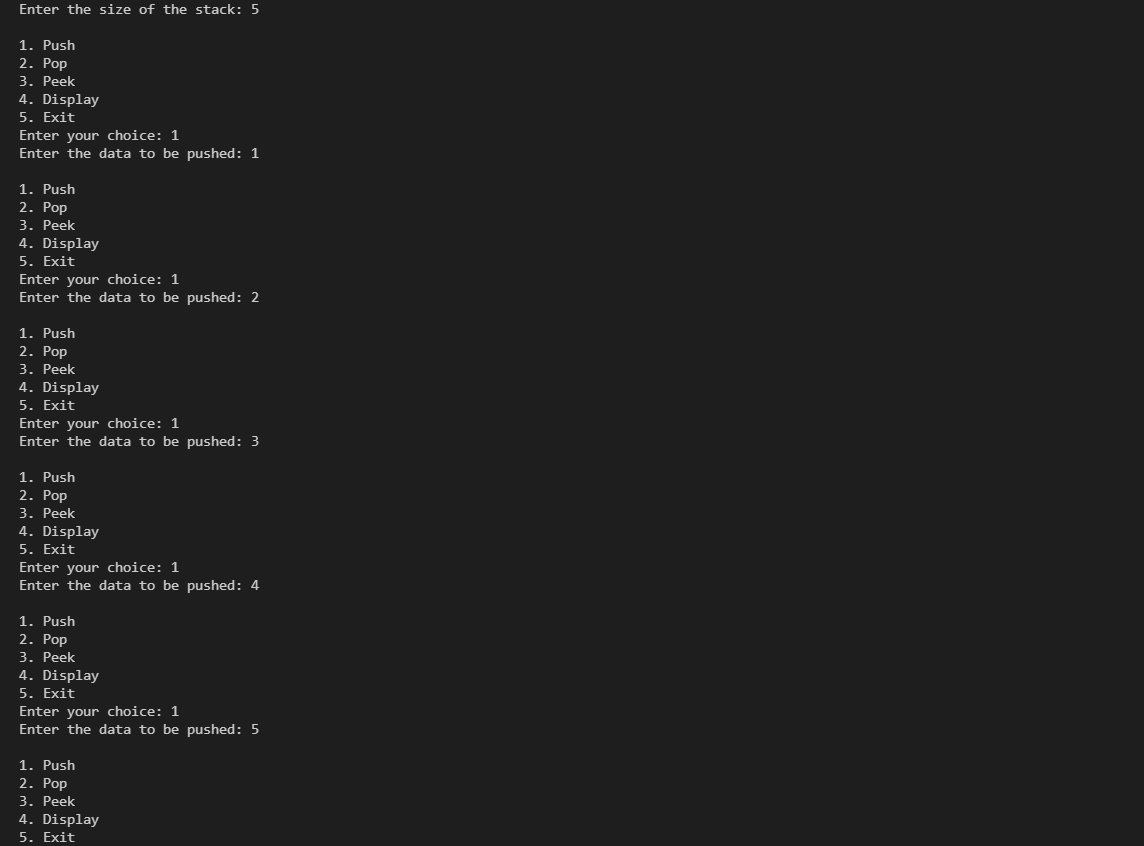 Enter the size of the stack: 5
1. Push
2. Pop
3. Peek
4. Display
5. Exit
Enter your choice: 1
Enter the data to be pushed: 1
1. Push
2. Pop
3. Peek
4. Display
5. Exit
Enter your choice: 1
Enter the data to be pushed: 2
1. Push
2. Pop
3. Peek
4. Display
5. Exit
Enter your choice: 1
Enter the data to be pushed: 3
1. Push
2. Pop
3. Peek
4. Display
5. Exit
Enter your choice: 1
Enter the data to be pushed: 4
1. Push
2. Pop
3. Peek
4. Display
5. Exit
Enter your choice: 1
Enter the data to be pushed: 5
1. Push
2. Pop
3. Peek
4. Display
5. Exit